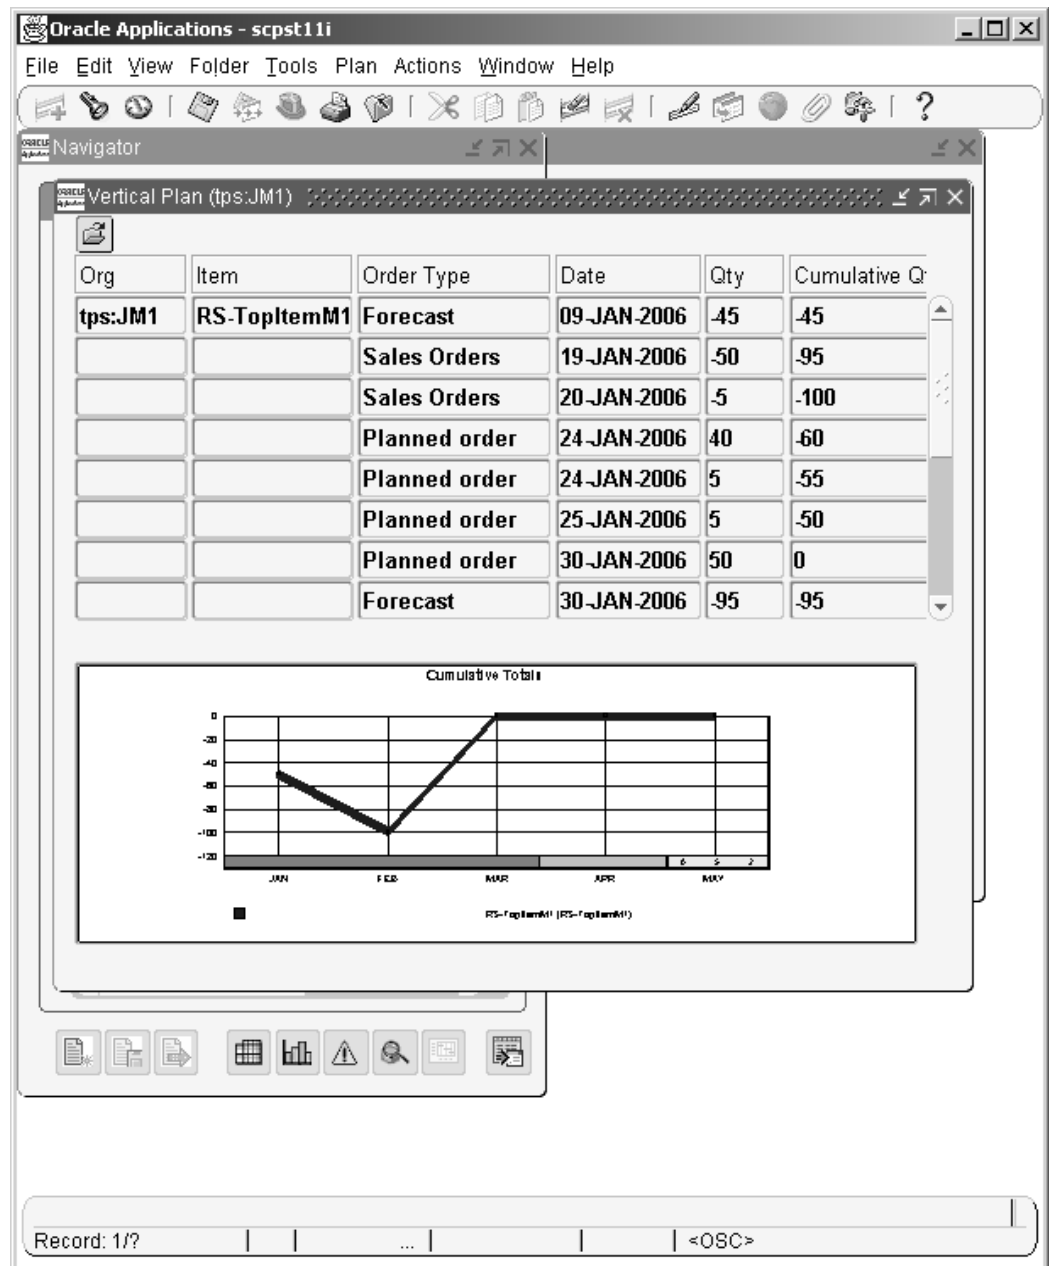 Oracle Applications - scpst11i
File Edit View Folder Tools Plan Actions Window Help
Navigator
Vertical Plan (tps:JM1)
Org Item Order Type Date Qty Cumulative Q
tps:JM1 RS-TopItemM1 Forecast 09-JAN-2006 -45 -45
Sales Orders 19-JAN-2006 -50 -95
Sales Orders 20-JAN-2006 -5 -100
Planned order 24-JAN-2006 40 -60
Planned order 24-JAN-2006 5 -55
Planned order 25-JAN-2006 5 -50
Planned order 30-JAN-2006 50 0
Forecast 30-JAN-2006 -95 -95
Cumulative Totals
0
-20
-40
-100
-120
JAN FEB MAR APR MAY
RS-TopItemM1 (RS-TopItemM1)
Record: 1/? ... <OSC>